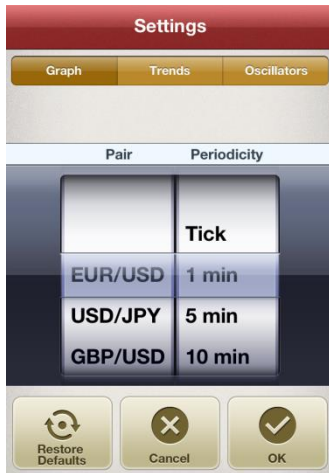 Settings
Graph Trends Oscillators
Pair Periodicity
Tick
EUR/USD 1 min
USD/JPY 5 min
GBP/USD 10 min
Restore
Defaults
Cancel
OK